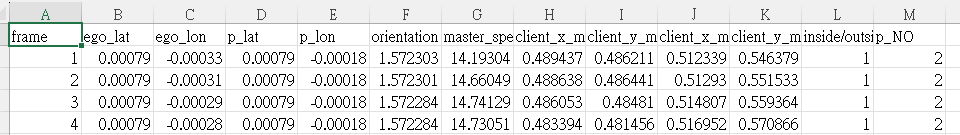 A B C D E F G H I J K L M
frame ego_lat ego_lon p_lat p_lon orientation master_spe client_x_m client_y_m client_x_m client_y_m inside/outsi p_NO
1 0.00079 -0.00033 0.00079 -0.00018 1.572303 14.19304 0.489437 0.486211 0.512339 0.546379 1 2
2 0.00079 -0.00031 0.00079 -0.00018 1.572301 14.66049 0.488638 0.486441 0.51293 0.551533 1 2
3 0.00079 -0.00029 0.00079 -0.00018 1.572284 14.74129 0.486053 0.48481 0.514807 0.559364 1 2
4 0.00079 -0.00028 0.00079 -0.00018 1.572284 14.73051 0.483394 0.481456 0.516952 0.570866 1 2